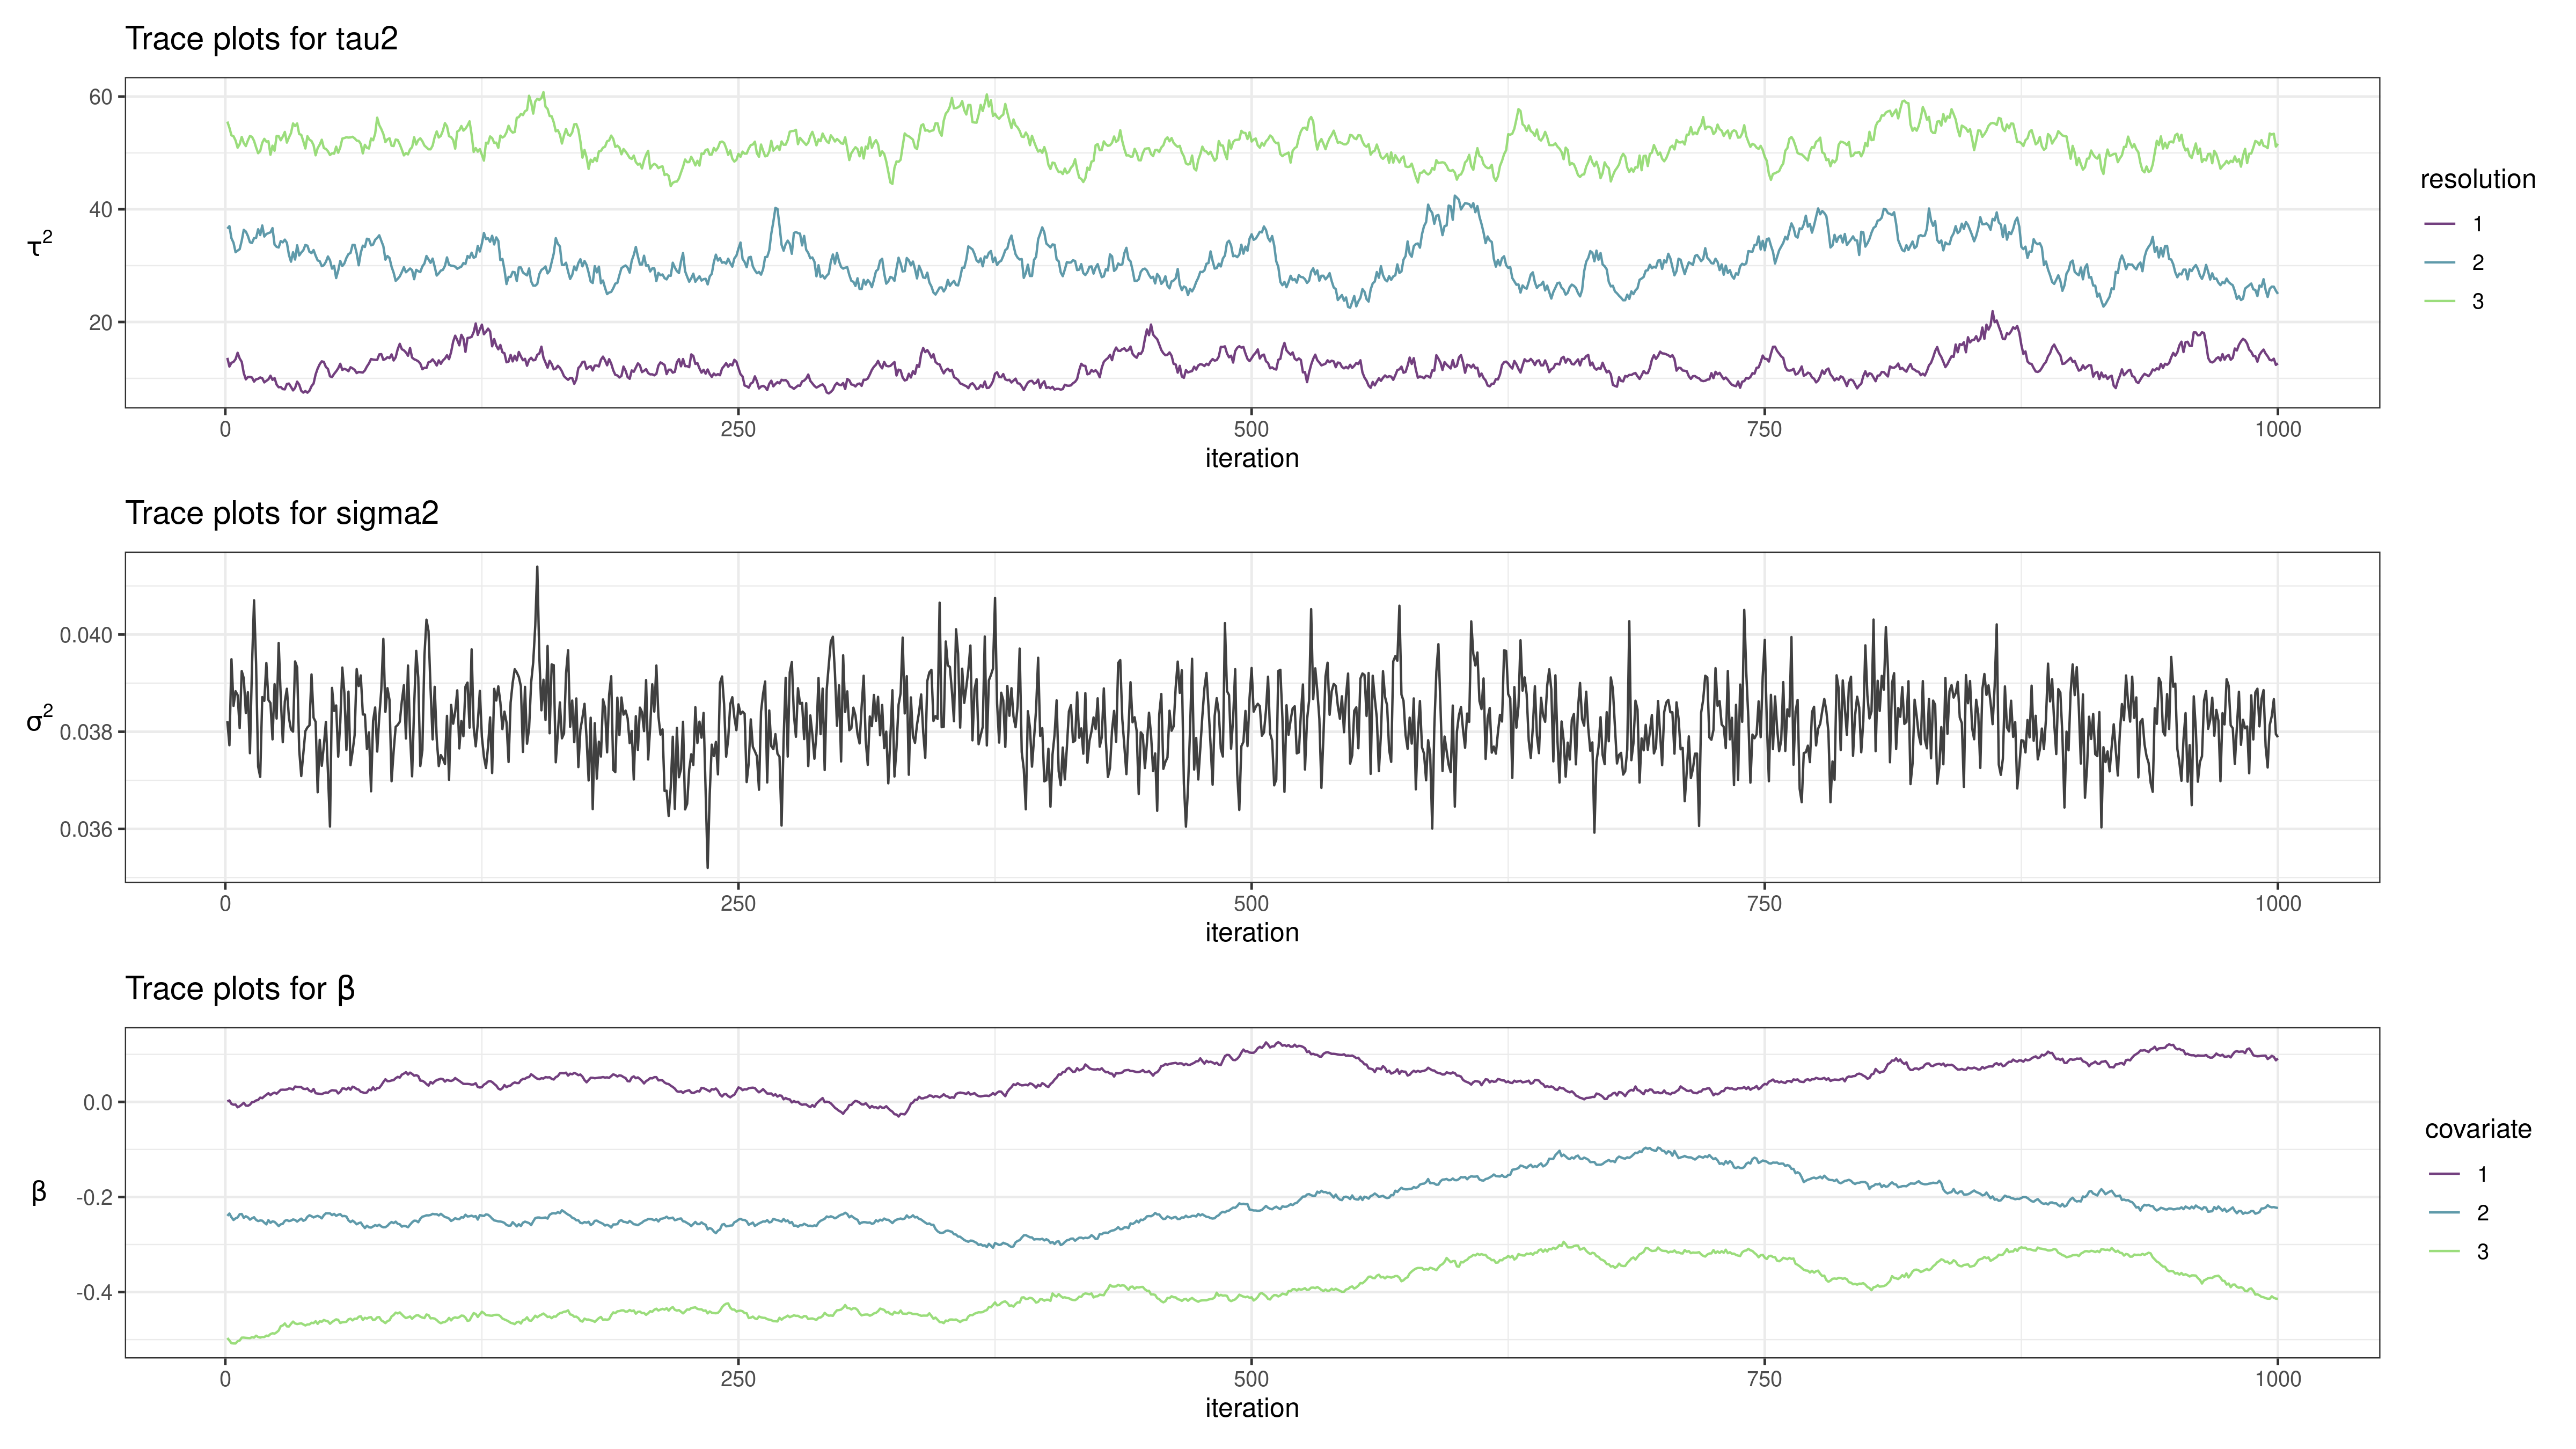 Trace plots for tau2
60
40
20
τ²
0 250 500 750 1000
iteration
resolution
1
2
3
Trace plots for sigma2
0.040
0.038
0.036
σ²
0 250 500 750 1000
iteration
Trace plots for β
0.0
-0.2
-0.4
β
0 250 500 750 1000
iteration
covariate
1
2
3